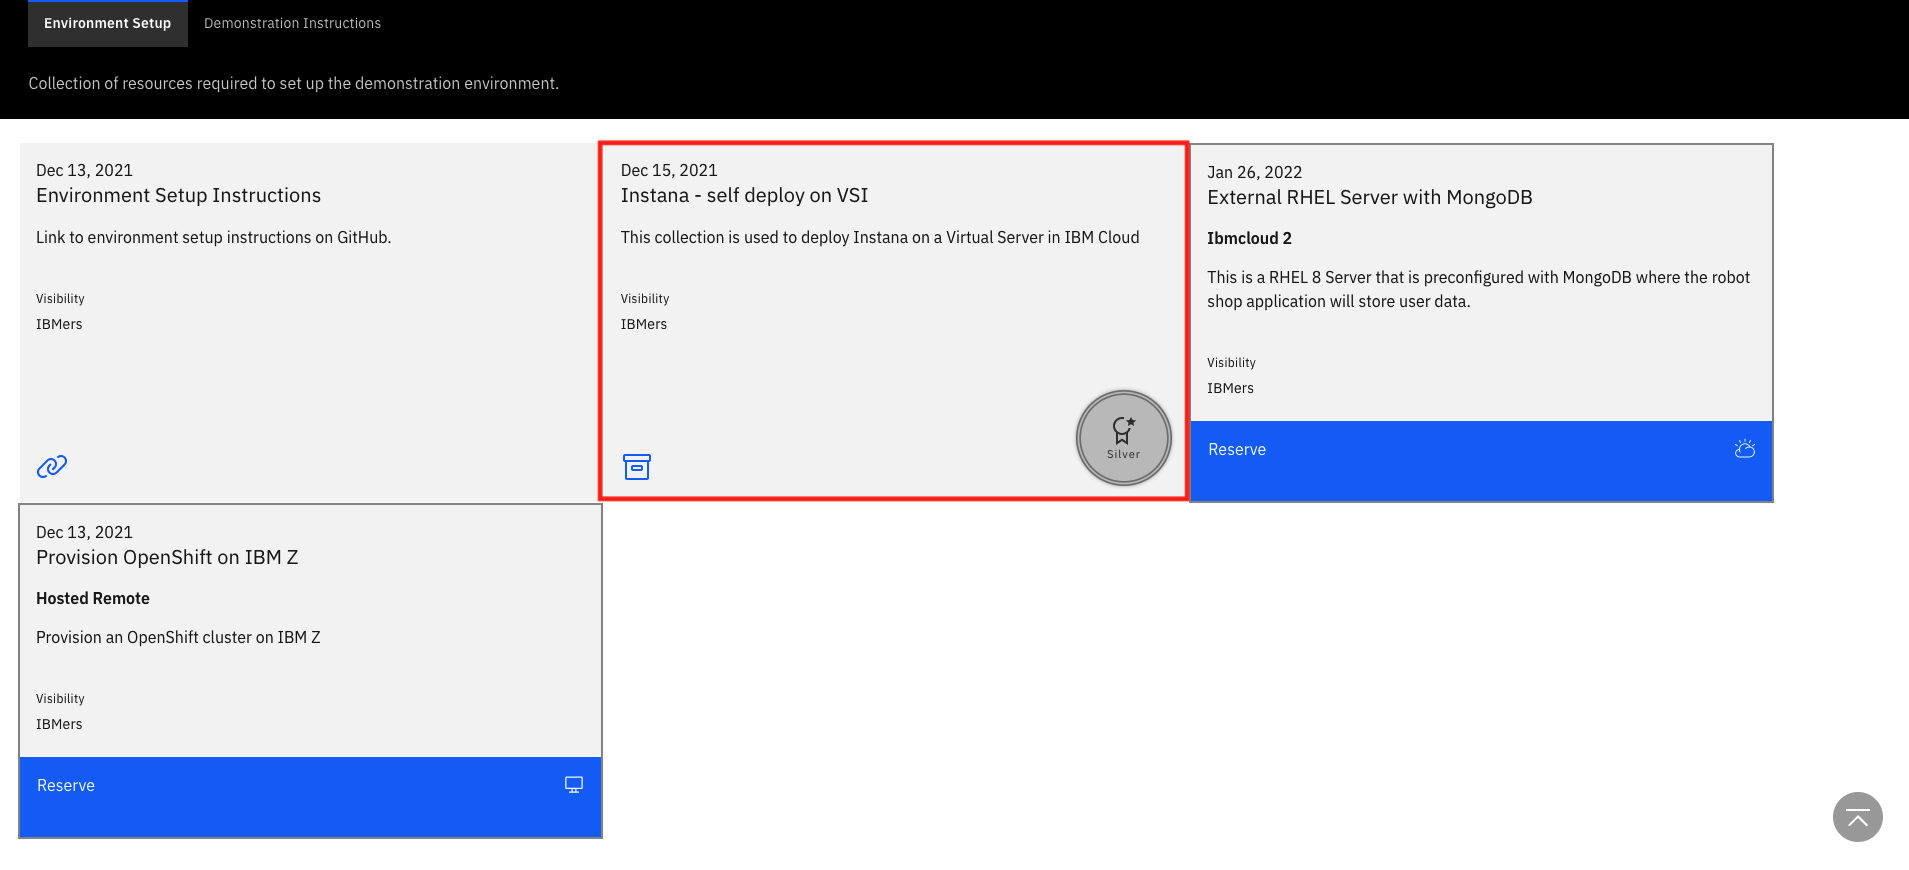 Environment Setup
Demonstration Instructions
Collection of resources required to set up the demonstration environment.
Dec 13, 2021
Environment Setup Instructions
Link to environment setup instructions on GitHub.
Visibility
IBMers
Dec 15, 2021
Instana - self deploy on VSI
This collection is used to deploy Instana on a Virtual Server in IBM Cloud
Visibility
IBMers
Silver
Jan 26, 2022
External RHEL Server with MongoDB
Ibmcloud 2
This is a RHEL 8 Server that is preconfigured with MongoDB where the robot
shop application will store user data.
Visibility
IBMers
Reserve
Dec 13, 2021
Provision OpenShift on IBM Z
Hosted Remote
Provision an OpenShift cluster on IBM Z
Visibility
IBMers
Reserve